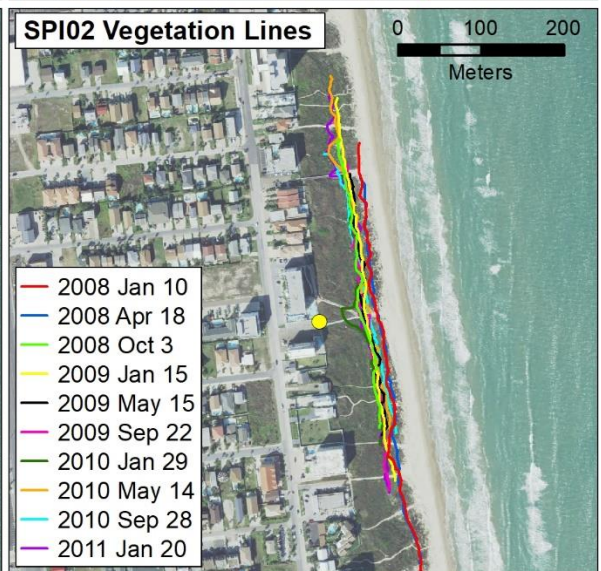 SPI02 Vegetation Lines
0 100 200
Meters
2008 Jan 10
2008 Apr 18
2008 Oct 3
2009 Jan 15
2009 May 15
2009 Sep 22
2010 Jan 29
2010 May 14
2010 Sep 28
2011 Jan 20